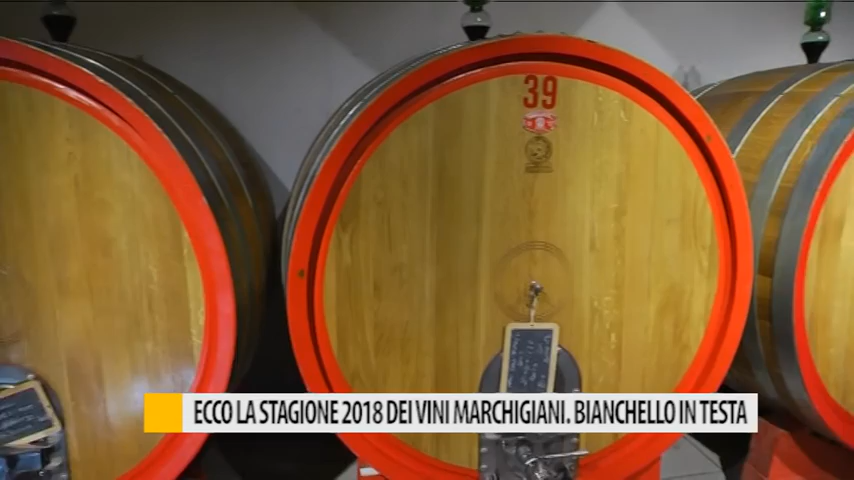 39
ECCO LA STAGIONE 2018 DEI VINI MARCHIGIANI. BIANCHELLO IN TESTA